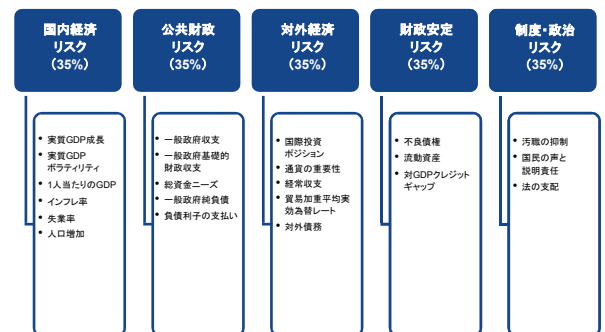 国内経済
リスク
(35%)
公共財政
リスク
(35%)
対外経済
リスク
(35%)
財政安定
リスク
(35%)
制度・政治
リスク
(35%)
• 実質GDP成長
• 実質GDP
ボラティリティ
• 1人当たりのGDP
• インフレ率
• 失業率
• 人口増加
• 一般政府収支
• 一般政府基礎的
財政収支
• 総資金ニーズ
• 一般政府純負債
• 負債利子の支払い
• 国際投資
ポジション
• 通貨の重要性
• 経常収支
• 貿易加重平均実
効為替レート
• 対外債務
• 不良債権
• 流動資産
• 対GDPクレジット
ギャップ
• 汚職の抑制
• 国民の声と
説明責任
• 法の支配